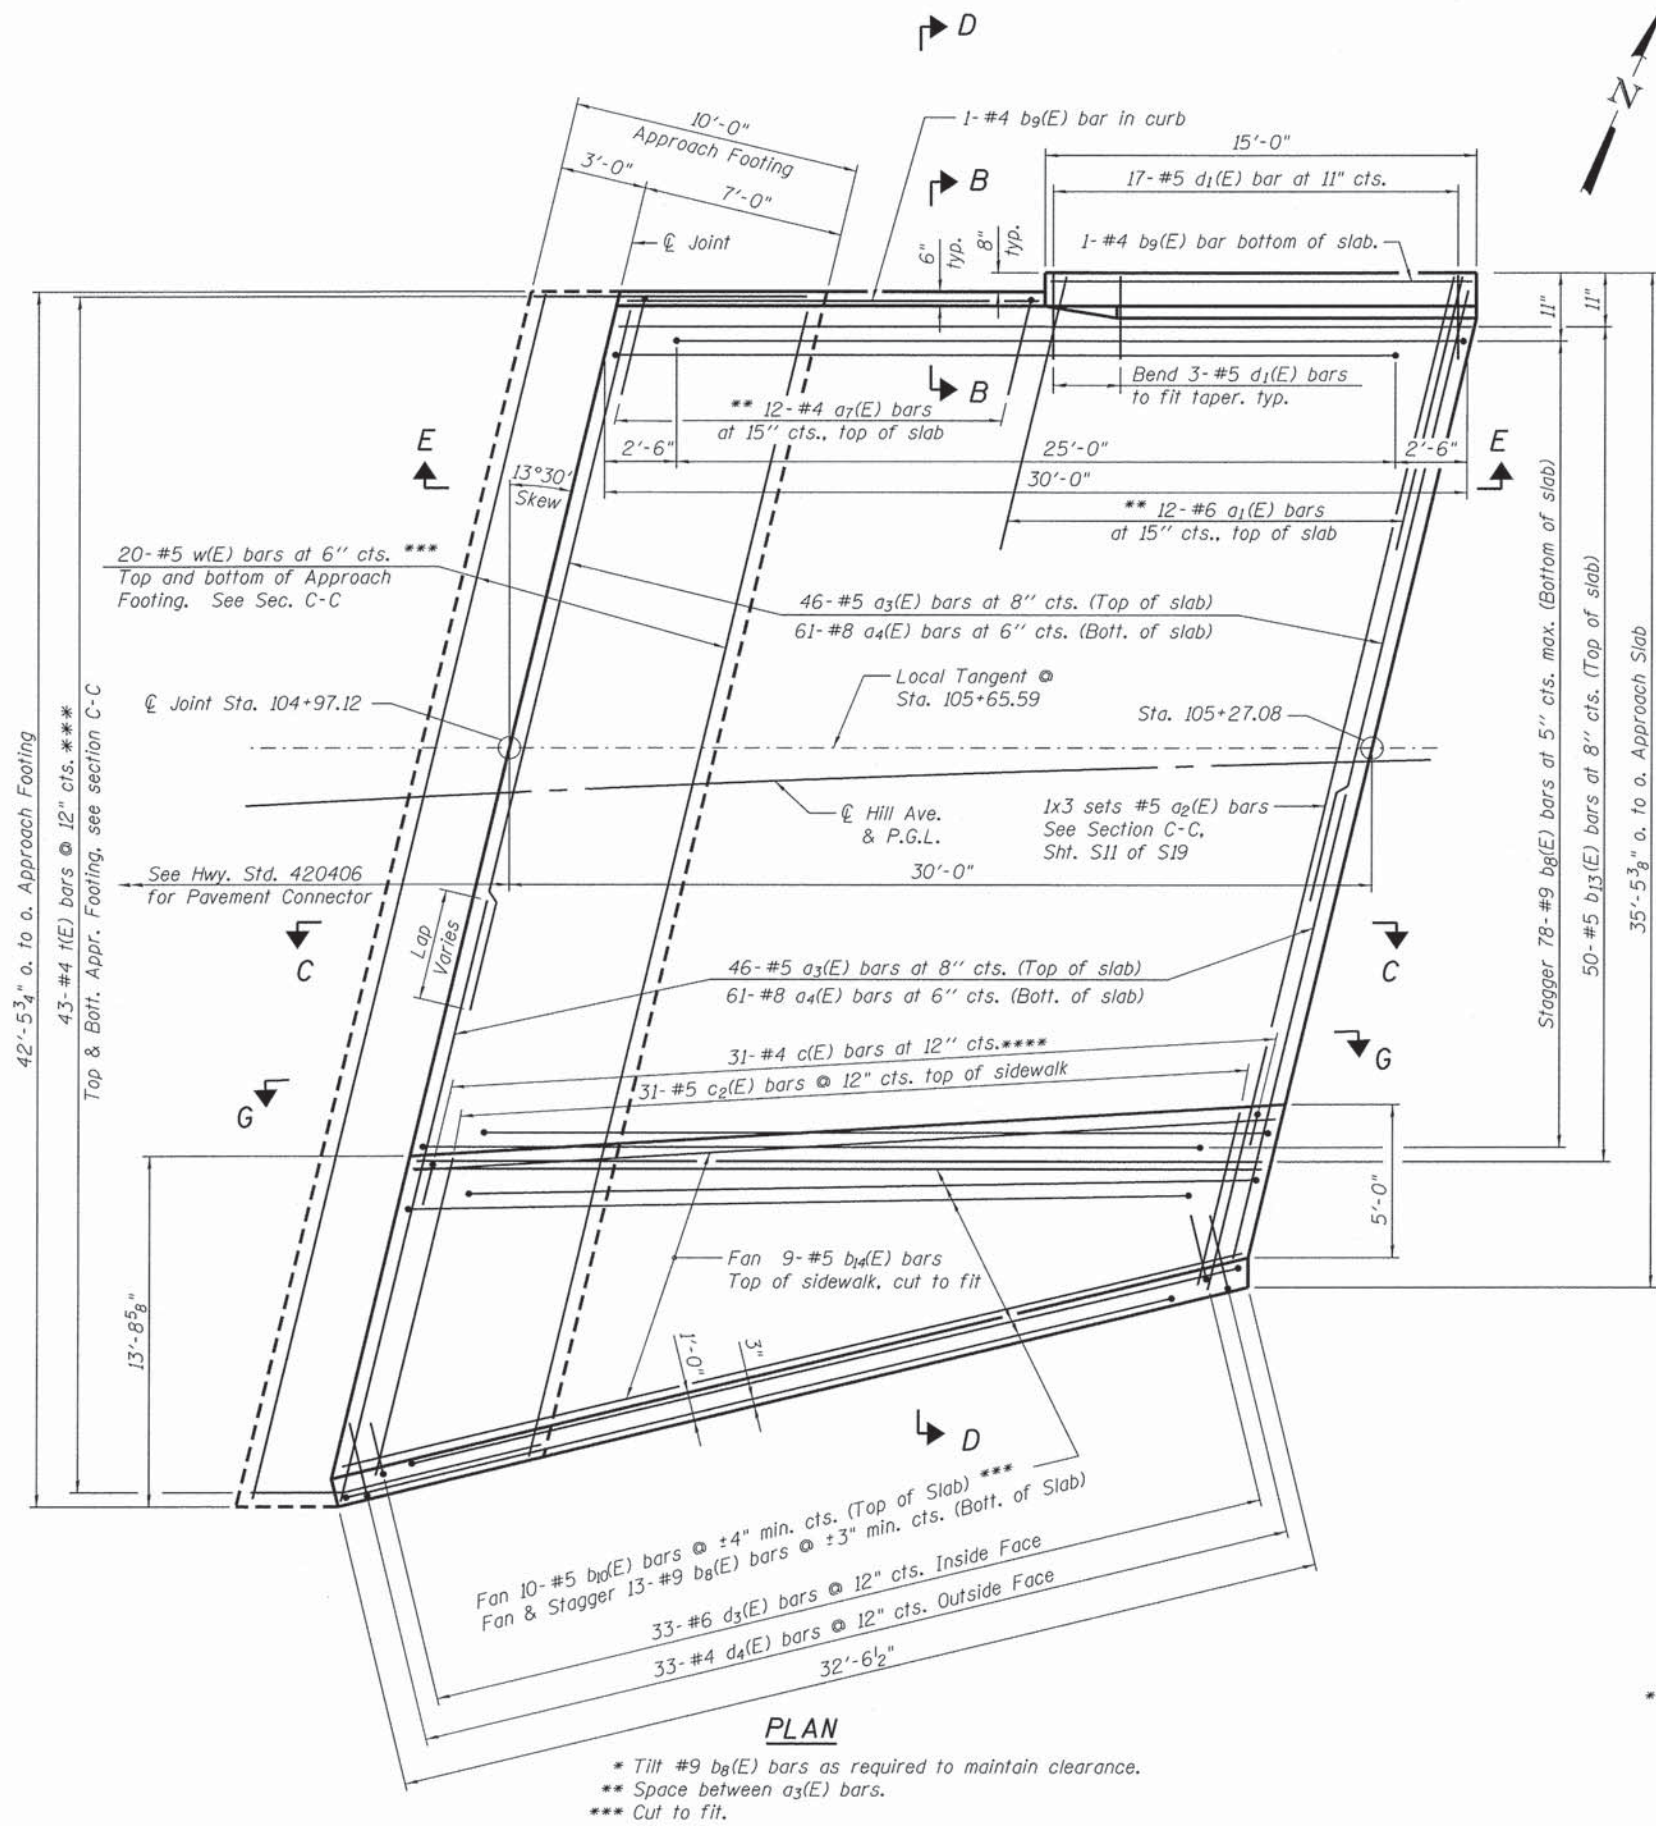 D
N
10'-0"
Approach Footing
3'-0"
7'-0"
℄ Joint
1-#4 b9(E) bar in curb
B
6" typ.
8" typ.
15'-0"
17-#5 d1(E) bar at 11" cts.
1-#4 b9(E) bar bottom of slab.
11"
11"
B
Bend 3-#5 d1(E) bars
to fit taper. typ.
** 12-#4 a7(E) bars
at 15" cts., top of slab
E
E
2'-6"
25'-0"
2'-6"
30'-0"
13°30'
Skew
** 12-#6 a1(E) bars
at 15" cts., top of slab
20-#5 w(E) bars at 6" cts. ***
Top and bottom of Approach
Footing. See Sec. C-C
46-#5 a3(E) bars at 8" cts. (Top of slab)
61-#8 a4(E) bars at 6" cts. (Bott. of slab)
Local Tangent @
Sta. 105+65.59
℄ Joint Sta. 104+97.12
Sta. 105+27.08
℄ Hill Ave.
& P.G.L.
1x3 sets #5 a2(E) bars
See Section C-C,
Sht. S11 of S19
See Hwy. Std. 420406
for Pavement Connector
30'-0"
C
C
Lap
Varies
46-#5 a3(E) bars at 8" cts. (Top of slab)
61-#8 a4(E) bars at 6" cts. (Bott. of slab)
31-#4 c(E) bars at 12" cts.****
31-#5 c2(E) bars @ 12" cts. top of sidewalk
G
G
42'-5 3/4" o. to o. Approach Footing
43-#4 t(E) bars @ 12" cts. ***
Top & Bott. Appr. Footing, see section C-C
Stagger 78-#9 b8(E) bars at 5" cts. max. (Bottom of slab)
50-#5 b13(E) bars at 8" cts. (Top of slab)
35'-5 3/8" o. to o. Approach Slab
5'-0"
13'-8 5/8"
Fan 9-#5 b14(E) bars
Top of sidewalk, cut to fit
1'-0"
3"
D
Fan 10-#5 b10(E) bars @ ±4" min. cts. (Top of Slab) ***
Fan & Stagger 13-#9 b8(E) bars @ ±3" min. cts. (Bott. of Slab)
33-#6 d3(E) bars @ 12" cts. Inside Face
33-#4 d4(E) bars @ 12" cts. Outside Face
32'-6 1/2"
*
PLAN
* Tilt #9 b8(E) bars as required to maintain clearance.
** Space between a3(E) bars.
*** Cut to fit.